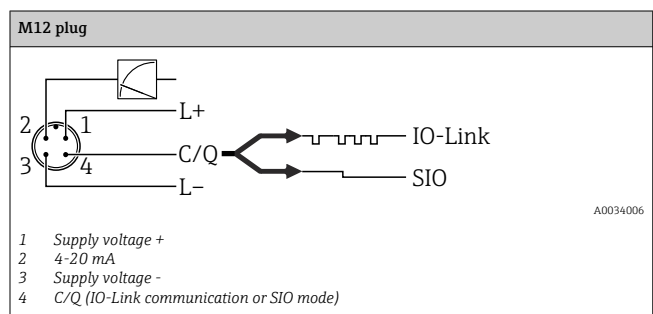 M12 plug
L+
2 1
IO-Link
C/Q
3 4
SIO
L–
A0034006
1 Supply voltage +
2 4-20 mA
3 Supply voltage -
4 C/Q (IO-Link communication or SIO mode)